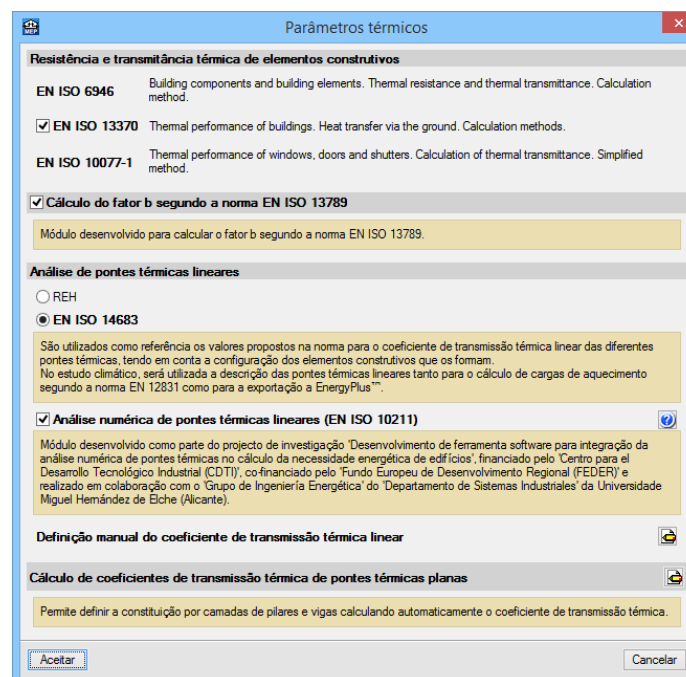 MEP
Parâmetros térmicos
Resistência e transmitância térmica de elementos construtivos
EN ISO 6946
Building components and building elements. Thermal resistance and thermal transmittance. Calculation
method.
EN ISO 13370
Thermal performance of buildings. Heat transfer via the ground. Calculation methods.
EN ISO 10077-1
Thermal performance of windows, doors and shutters. Calculation of thermal transmittance. Simplified
method.
Cálculo do fator b segundo a norma EN ISO 13789
Módulo desenvolvido para calcular o fator b segundo a norma EN ISO 13789.
Análise de pontes térmicas lineares
REH
EN ISO 14683
São utilizados como referência os valores propostos na norma para o coeficiente de transmissão térmica linear das diferentes
pontes térmicas, tendo em conta a configuração dos elementos construtivos que os formam.
No estudo climático, será utilizada a descrição das pontes térmicas lineares tanto para o cálculo de cargas de aquecimento
segundo a norma EN 12831 como para a exportação a EnergyPlus™.
Análise numérica de pontes térmicas lineares (EN ISO 10211)
Módulo desenvolvido como parte do projecto de investigação 'Desenvolvimento de ferramenta software para integração da
análise numérica de pontes térmicas no cálculo da necessidade energética de edifícios', financiado pelo 'Centro para el
Desarrollo Tecnológico Industrial (CDTI)', co-financiado pelo 'Fundo Europeu de Desenvolvimento Regional (FEDER)' e
realizado em colaboração com o 'Grupo de Ingeniería Energética' do 'Departamento de Sistemas Industriales' da Universidade
Miguel Hernández de Elche (Alicante).
Definição manual do coeficiente de transmissão térmica linear
Cálculo de coeficientes de transmissão térmica de pontes térmicas planas
Permite definir a constituição por camadas de pilares e vigas calculando automaticamente o coeficiente de transmissão térmica.
Aceitar
Cancelar